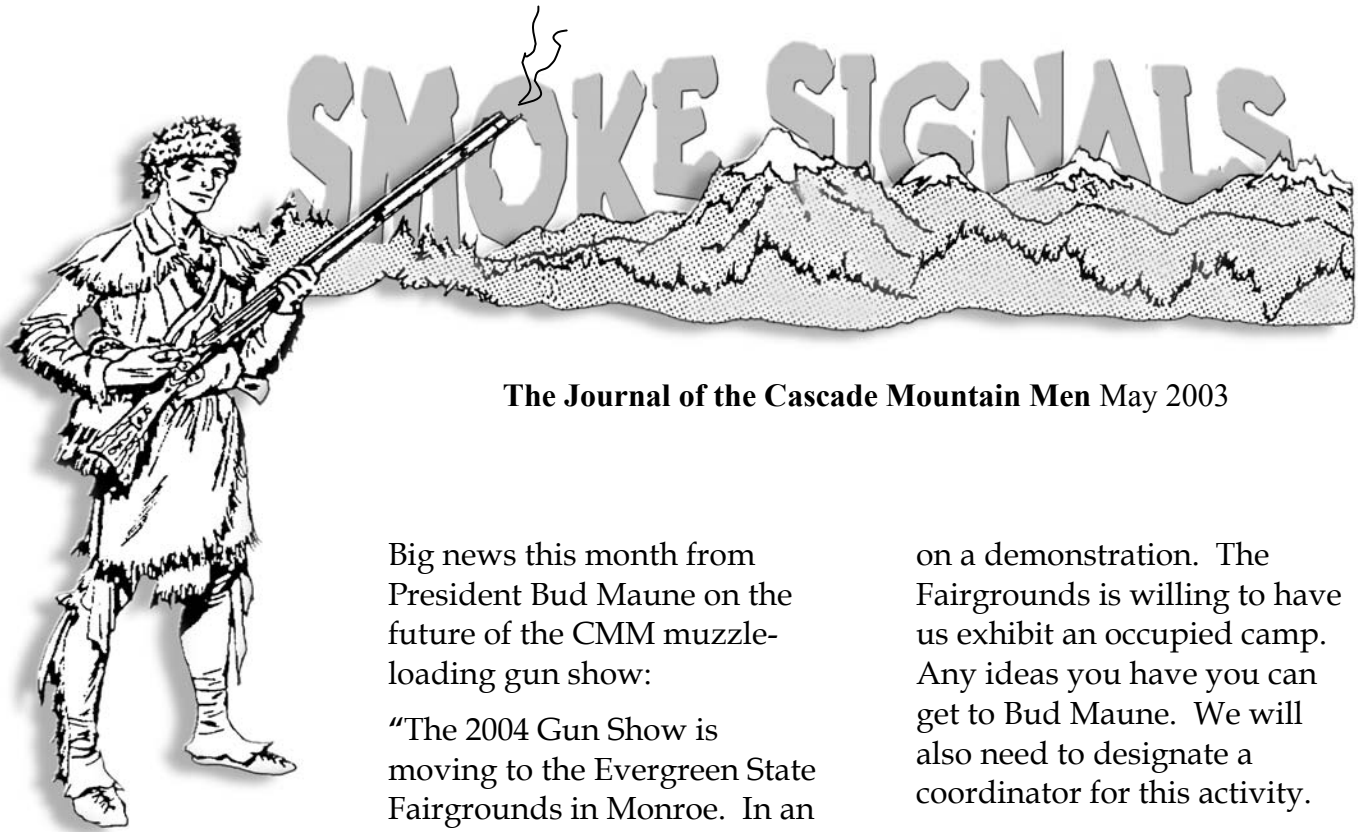 SMOKE SIGNALS
The Journal of the Cascade Mountain Men May 2003
Big news this month from
President Bud Maune on the
future of the CMM muzzle-
loading gun show:
"The 2004 Gun Show is
moving to the Evergreen State
Fairgrounds in Monroe. In an
on a demonstration. The
Fairgrounds is willing to have
us exhibit an occupied camp.
Any ideas you have you can
get to Bud Maune. We will
also need to designate a
coordinator for this activity.